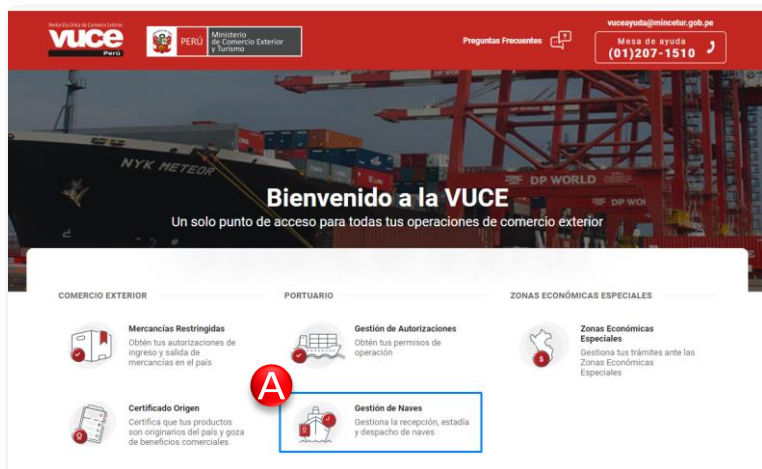 Ventanilla Única de Comercio Exterior
vuce
Perú
PERÚ
Ministerio
de Comercio Exterior
y Turismo
Preguntas Frecuentes
vuceayuda@mincetur.gob.pe
Mesa de ayuda
(01)207-1510
NYK METEOR
DP WORLD
DP WOR
Bienvenido a la VUCE
Un solo punto de acceso para todas tus operaciones de comercio exterior
COMERCIO EXTERIOR
Mercancías Restringidas
Obtén tus autorizaciones de
ingreso y salida de
mercancías en el país
Certificado Origen
Certifica que tus productos
son originarios del país y goza
de beneficios comerciales
PORTUARIO
Gestión de Autorizaciones
Obtén tus permisos de
operación
A
Gestión de Naves
Gestiona la recepción, estadía
y despacho de naves
ZONAS ECONÓMICAS ESPECIALES
Zonas Económicas
Especiales
Gestiona tus trámites ante las
Zonas Económicas
Especiales